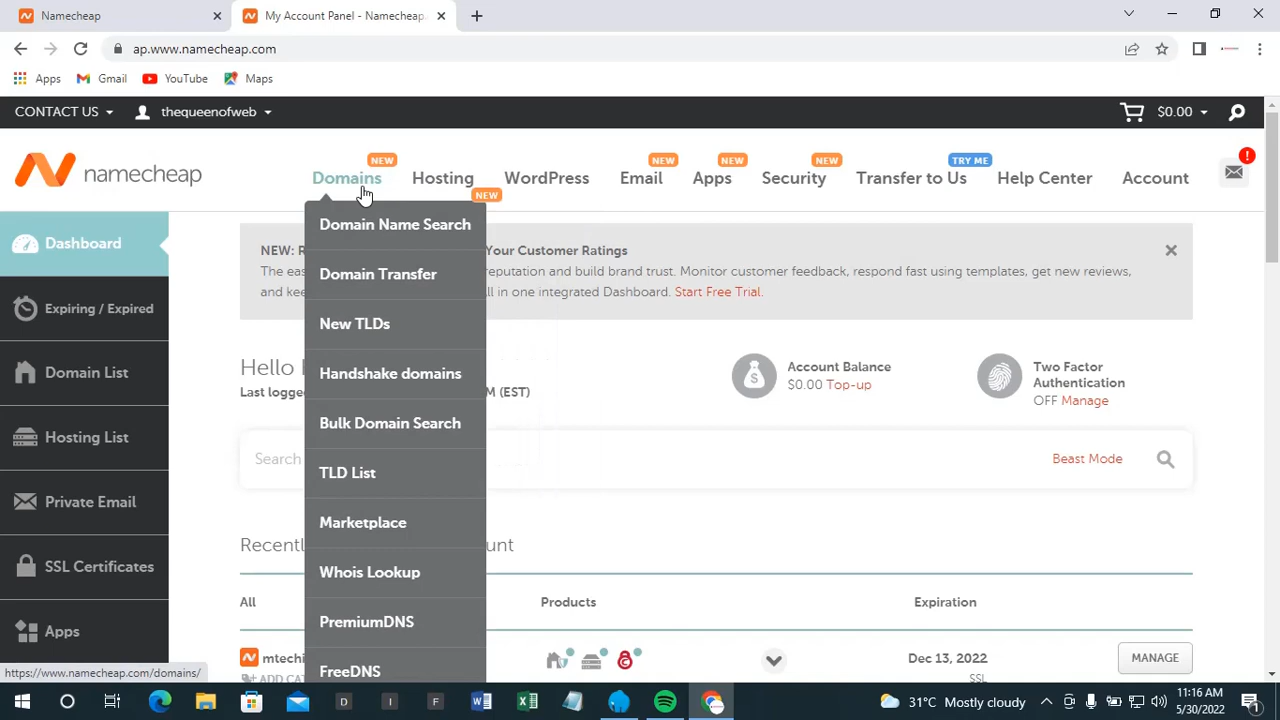 Namecheap
My Account Panel - Namecheap.
ap.www.namecheap.com
Apps
Gmail
YouTube
Maps
CONTACT US
thequeenofweb
$0.00
namecheap
Domains
NEW
Hosting
WordPress
Email
NEW
Apps
NEW
Security
NEW
Transfer to Us
TRY ME
Help Center
Account
!
Dashboard
Expiring / Expired
Domain List
Hosting List
Private Email
SSL Certificates
Apps
NEW
Domain Name Search
Domain Transfer
New TLDs
Handshake domains
Bulk Domain Search
TLD List
Marketplace
Whois Lookup
PremiumDNS
FreeDNS
NEW: R
Your Customer Ratings
The eas
reputation and build brand trust. Monitor customer feedback, respond fast using templates, get new reviews,
and kee
ll in one integrated Dashboard. Start Free Trial.
Hello
Last logge
M (EST)
Account Balance
$0.00 Top-up
Two Factor
Authentication
OFF Manage
Search
Beast Mode
Recentl
unt
All
Products
Expiration
mtechi
ADD CAT
Dec 13, 2022
SSL
MANAGE
https://www.namecheap.com/domains/
D
I
F
31°C Mostly cloudy
11:16 AM
5/30/2022
1